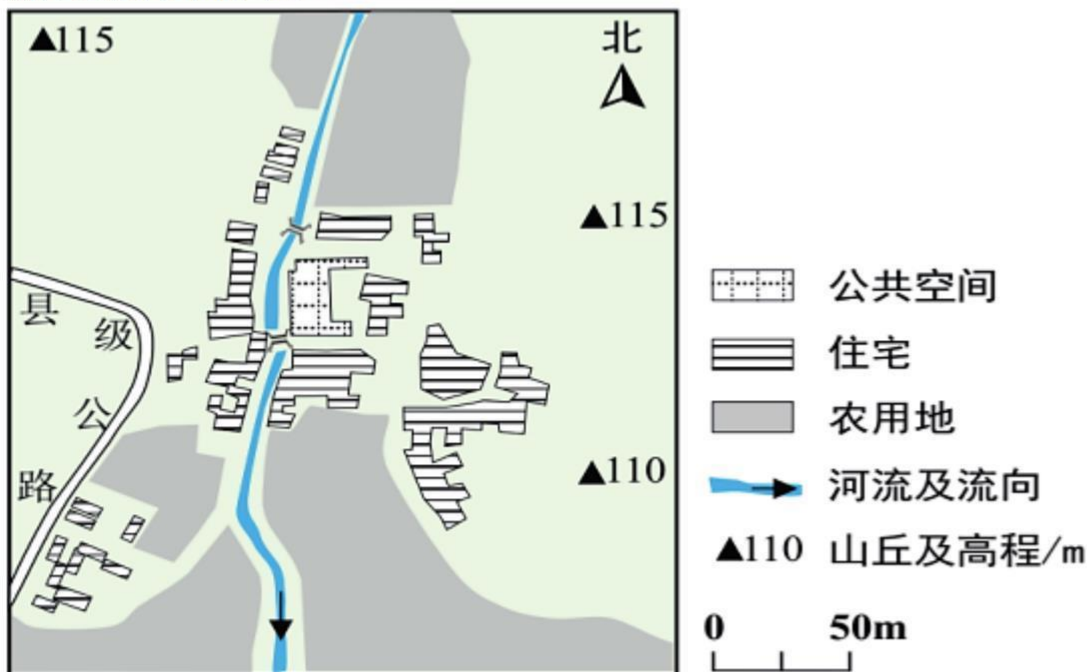 ▲115
北
▲115
县级公路
▲110
公共空间
住宅
农用地
河流及流向
▲110 山丘及高程/m
0 50m